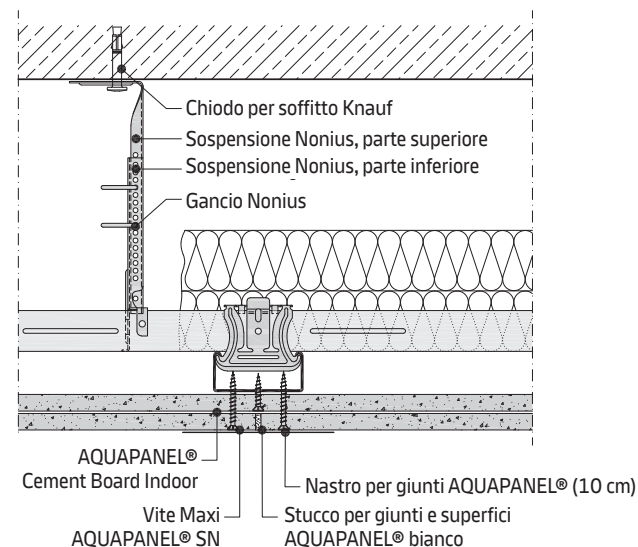 Chiodo per soffitto Knauf
Sospensione Nonius, parte superiore
Sospensione Nonius, parte inferiore
Gancio Nonius
AQUAPANEL®
Cement Board Indoor
Nastro per giunti AQUAPANEL® (10 cm)
Vite Maxi
AQUAPANEL® SN
Stucco per giunti e superfici
AQUAPANEL® bianco